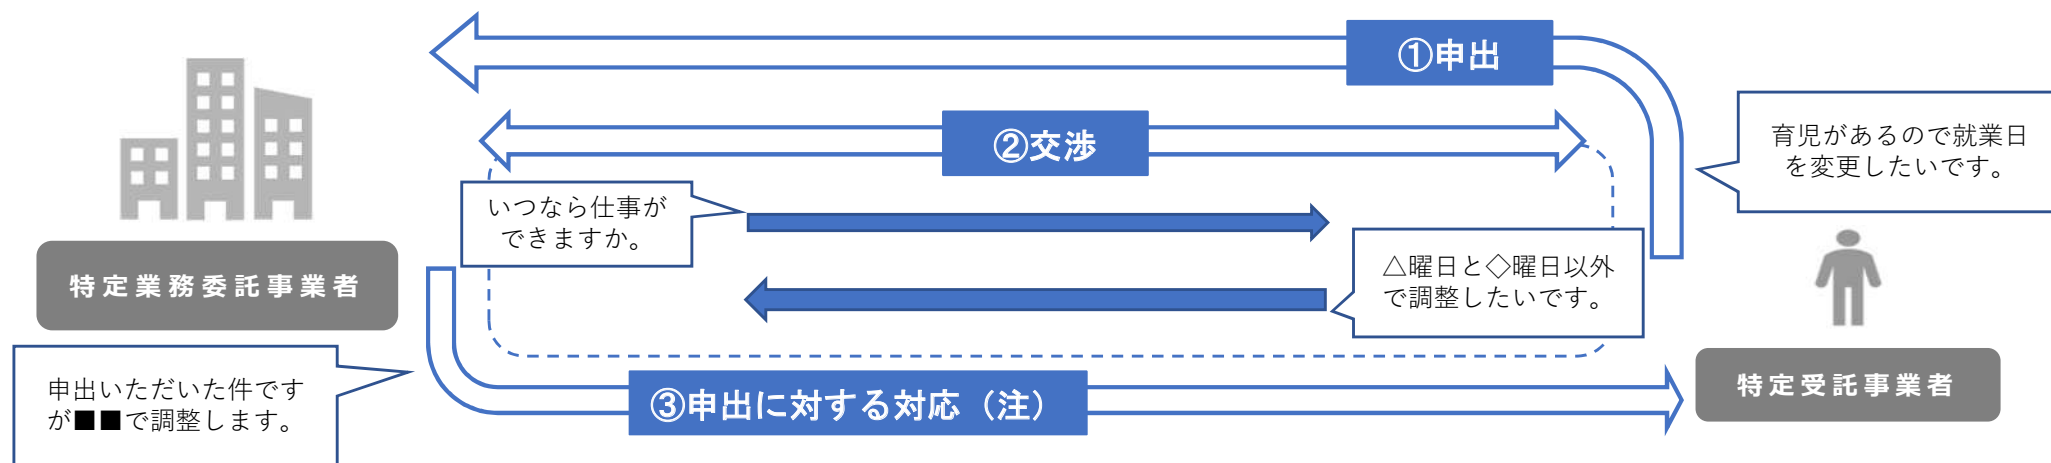 ①申出
②交渉
育児があるので就業日
を変更したいです。
いつなら仕事が
できますか。
△曜日と◇曜日以外
で調整したいです。
特定業務委託事業者
特定受託事業者
申出いただいた件です
が■■で調整します。
③申出に対する対応（注）